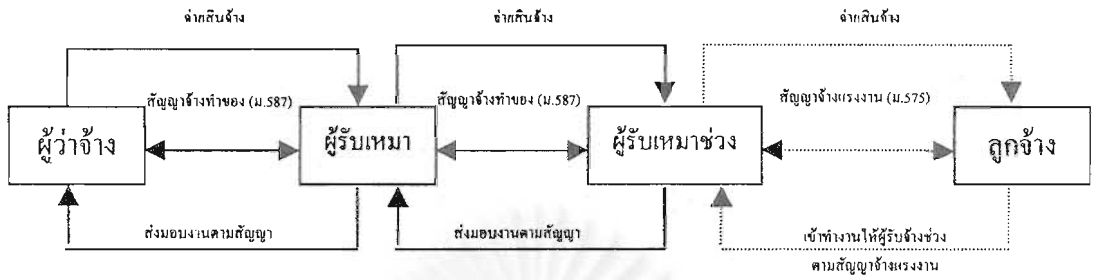 จ่ายสินจ้าง
จ่ายสินจ้าง
จ่ายสินจ้าง
สัญญาจ้างทำของ (ม.587)
สัญญาจ้างทำของ (ม.587)
สัญญาจ้างแรงงาน (ม.575)
ผู้ว่าจ้าง
ผู้รับเหมา
ผู้รับเหมาช่วง
ลูกจ้าง
ส่งมอบงานตามสัญญา
ส่งมอบงานตามสัญญา
เข้าทำงานให้ผู้รับจ้างช่วง
ตามสัญญาจ้างแรงงาน